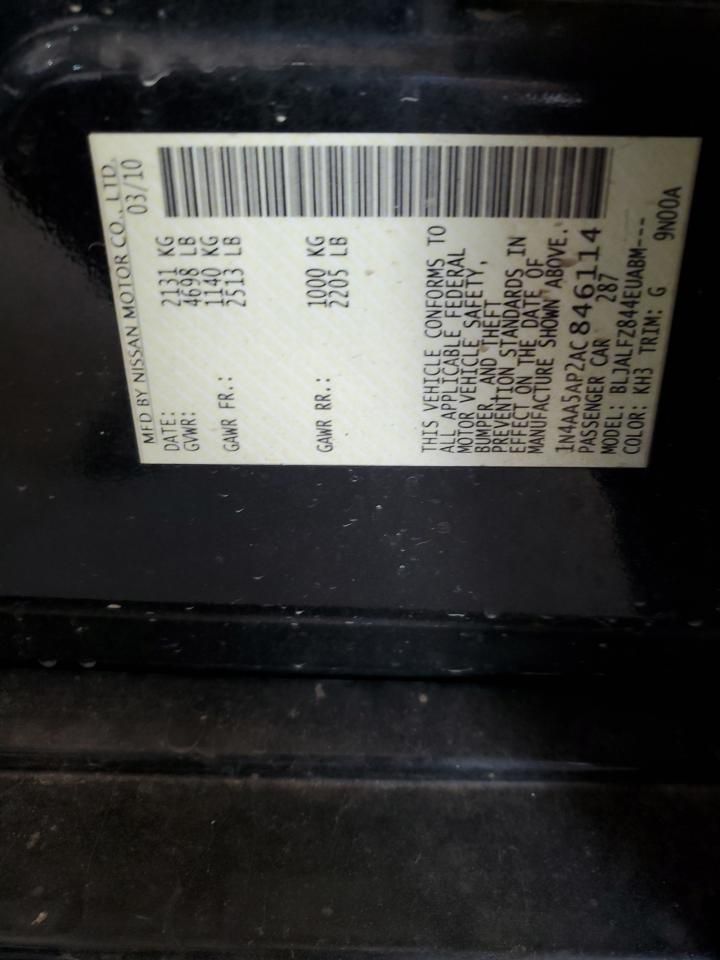 MFD BY NISSAN MOTOR CO., LTD.
DATE: 03/10
GVWR: 2131 KG
4698 LB
GAWR FR.: 1140 KG
2513 LB
GAWR RR.: 1000 KG
2205 LB
THIS VEHICLE CONFORMS TO
ALL APPLICABLE FEDERAL
MOTOR VEHICLE SAFETY,
BUMPER, AND THEFT
PREVENTION STANDARDS IN
EFFECT ON THE DATE OF
MANUFACTURE SHOWN ABOVE.
1N4AA5AP2AC846114
PASSENGER CAR 287
MODEL: BLJALFZ844EUABM---
COLOR: KH3 TRIM: G 9N00A